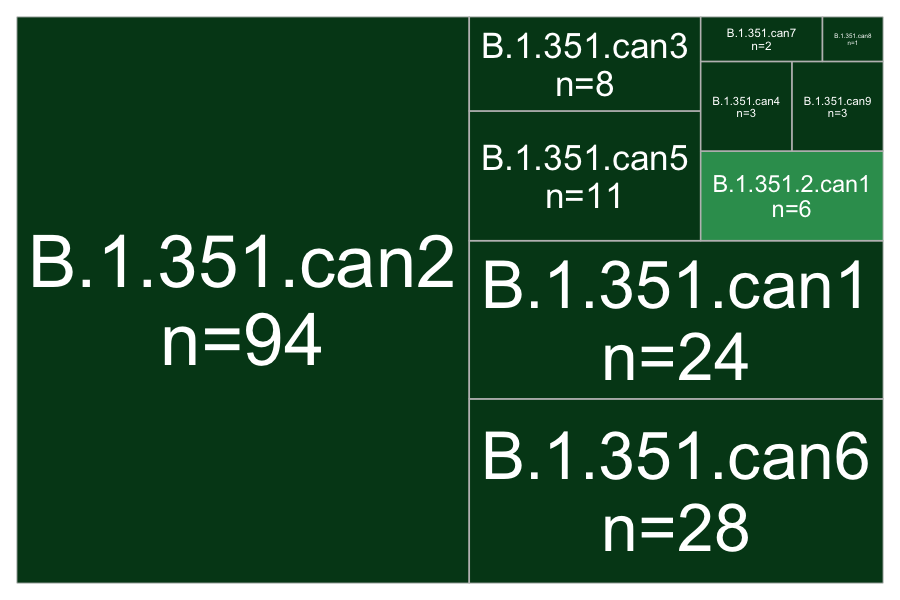 B.1.351.can2
n=94
B.1.351.can3
n=8
B.1.351.can5
n=11
B.1.351.can7
n=2
B.1.351.can8
n=1
B.1.351.can4
n=3
B.1.351.can9
n=3
B.1.351.2.can1
n=6
B.1.351.can1
n=24
B.1.351.can6
n=28